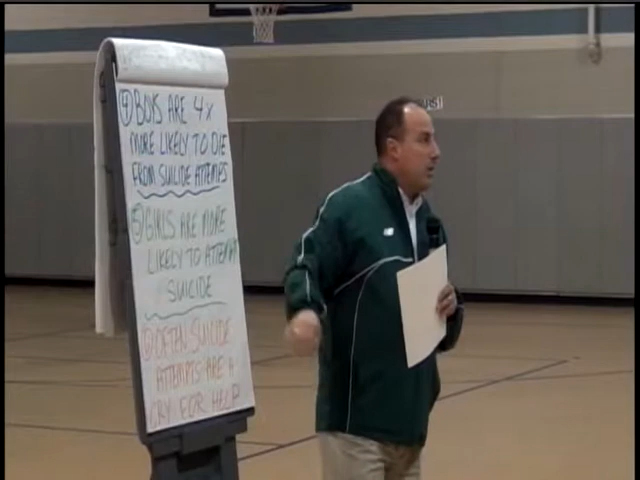 ④ BOYS ARE 4X
MORE LIKELY TO DIE
FROM SUICIDE ATTEMPTS
⑤ GIRLS ARE MORE
LIKELY TO ATTEMPT
SUICIDE
⑥ OFTEN SUICIDE
ATTEMPTS ARE A
CRY FOR HELP